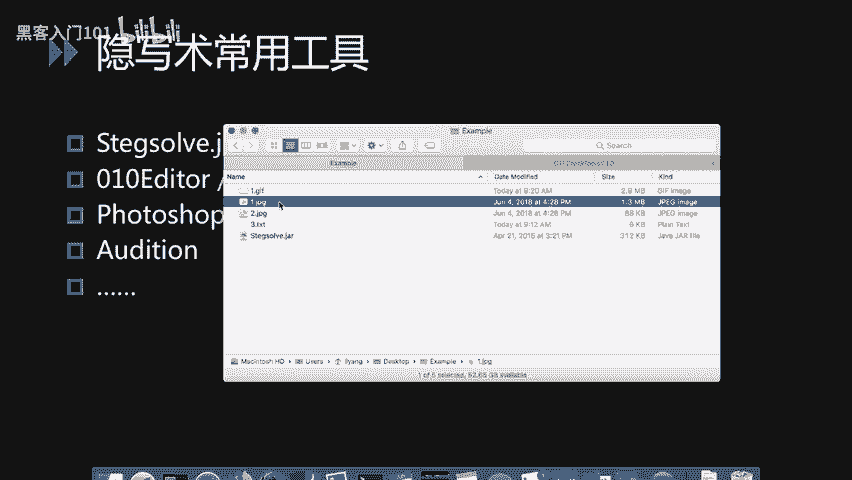 黑客入门101 bilibili
隐写术常用工具
Stegsolve.j
010Editor /
Photoshop
Audition
......
Example
Search
Example
Name Date Modified Size Kind
1.gif Today at 9:20 AM 2.9 MB GIF image
1.jpg Jun 4, 2018 at 4:28 PM 1.3 MB JPEG image
2.jpg Jun 4, 2018 at 4:28 PM 88 KB JPEG image
3.txt Today at 9:12 AM 6 KB Plain Text
Stegsolve.jar Apr 21, 2015 at 3:21 PM 312 KB Java JAR file
Macintosh HD › Users › › Desktop › Example › 1.jpg
1 of 5 selected, 52.65 GB available